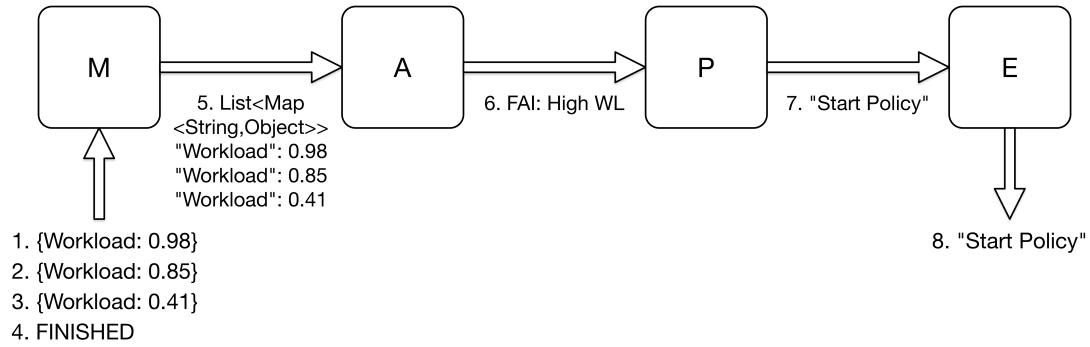 M
A
P
E
5. List<Map
<String,Object>>
"Workload": 0.98
"Workload": 0.85
"Workload": 0.41
6. FAI: High WL
7. "Start Policy"
1. {Workload: 0.98}
2. {Workload: 0.85}
3. {Workload: 0.41}
4. FINISHED
8. "Start Policy"